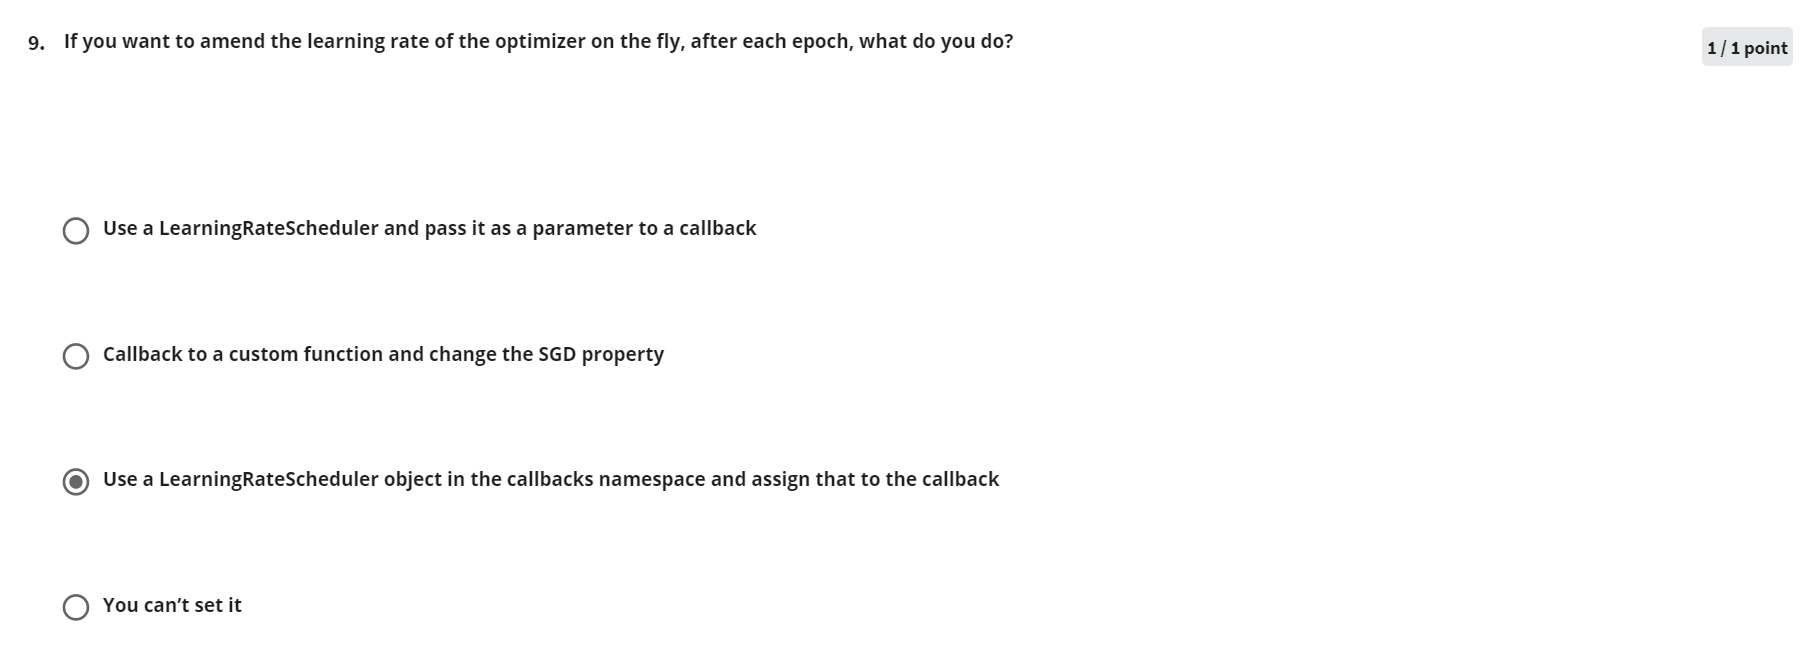 9. If you want to amend the learning rate of the optimizer on the fly, after each epoch, what do you do?
1 / 1 point
Use a LearningRateScheduler and pass it as a parameter to a callback
Callback to a custom function and change the SGD property
Use a LearningRateScheduler object in the callbacks namespace and assign that to the callback
You can’t set it